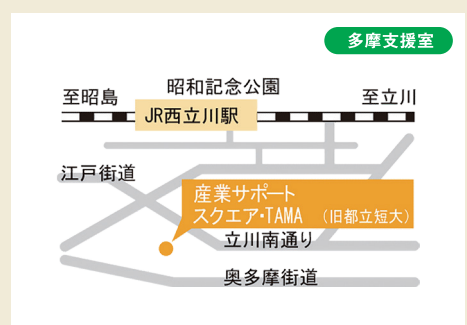 多摩支援室
昭和記念公園
至昭島
至立川
JR西立川駅
江戸街道
産業サポート
スクエア・TAMA （旧都立短大）
立川南通り
奥多摩街道